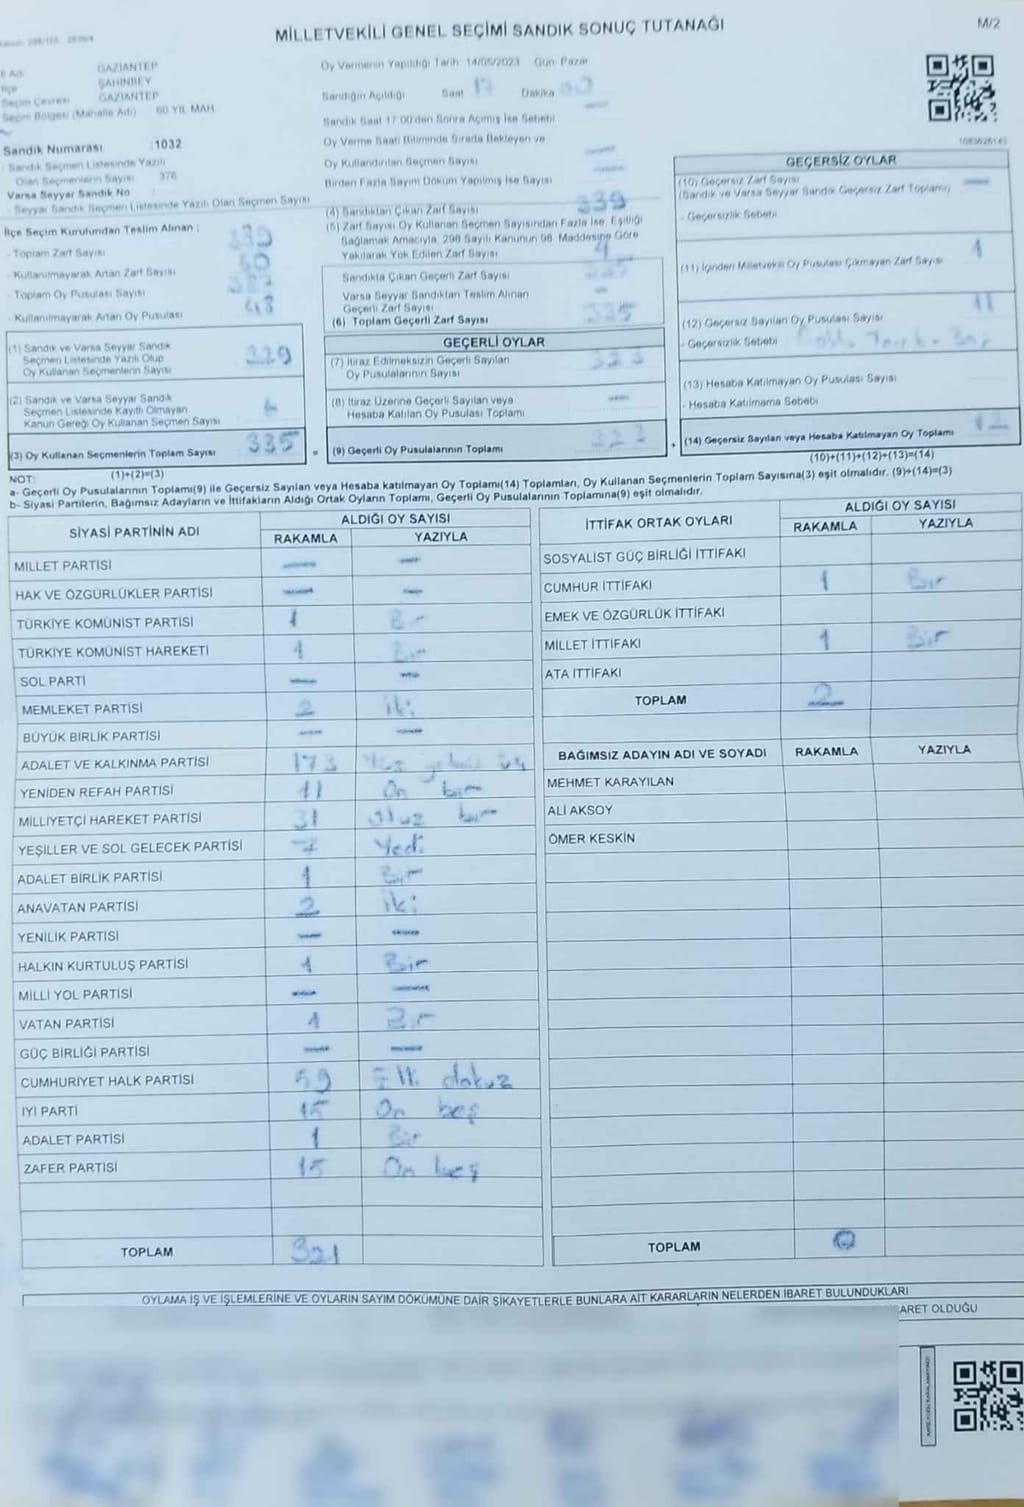 MİLLETVEKİLİ GENEL SEÇİMİ SANDIK SONUÇ TUTANAĞI
M/2
GAZİANTEP
İlçe ŞAHİNBEY
Seçim Çevresi GAZİANTEP
Seçim Bölgesi (Mahalle Adı) 60 YIL MAH
Sandık Numarası :1032
- Sandık Seçmen Listesinde Yazılı
Olan Seçmenlerin Sayısı 376
Varsa Seyyar Sandık No :
- Seyyar Sandık Seçmen Listesinde Yazılı Olan Seçmen Sayısı
İlçe Seçim Kurulundan Teslim Alınan :
- Toplam Zarf Sayısı
- Kullanılmayarak Artan Zarf Sayısı
- Toplam Oy Pusulası Sayısı
- Kullanılmayarak Artan Oy Pusulası 48
(1) Sandık ve Varsa Seyyar Sandık
Seçmen Listesinde Yazılı Olup
Oy Kullanan Seçmenlerin Sayısı 329
(2) Sandık ve Varsa Seyyar Sandık
Seçmen Listesinde Kayıtlı Olmayan
Kanun Gereği Oy Kullanan Seçmen Sayısı 6
(3) Oy Kullanan Seçmenlerin Toplam Sayısı 335
Oy Vermenin Yapıldığı Tarih 14/05/2023 Gün: Pazar
Sandığın Açıldığı Saat 17 Dakika
Sandık Saat 17:00'den Sonra Açımış İse Sebebi
Oy Verme Saati Bitiminde Sırada Bekleyen ve
Oy Kullandırılan Seçmen Sayısı
Birden Fazla Sayım Döküm Yapılmış İse Sayısı
(4) Sandıktan Çıkan Zarf Sayısı 339
(5) Zarf Sayısı Oy Kullanan Seçmen Sayısından Fazla İse, Eşitliği
Sağlamak Amacıyla, 298 Sayılı Kanunun 98. Maddesine Göre
Yakılarak Yok Edilen Zarf Sayısı 4
Sandıkta Çıkan Geçerli Zarf Sayısı
Varsa Seyyar Sandıktan Teslim Alınan
Geçerli Zarf Sayısı
(6) Toplam Geçerli Zarf Sayısı 335
GEÇERLİ OYLAR
(7) İtiraz Edilmeksizin Geçerli Sayılan
Oy Pusulalarının Sayısı 323
(8) İtiraz Üzerine Geçerli Sayılan veya
Hesaba Katılan Oy Pusulası Toplamı
= (9) Geçerli Oy Pusulalarının Toplamı 323 +
GEÇERSİZ OYLAR
(10) Geçersiz Zarf Sayısı
(Sandık ve Varsa Seyyar Sandık Geçersiz Zarf Toplamı)
- Geçersizlik Sebebi
(11) İçinden Milletvekili Oy Pusulası Çıkmayan Zarf Sayısı 1
(12) Geçersiz Sayılan Oy Pusulası Sayısı 11
- Geçersizlik Sebebi
(13) Hesaba Katılmayan Oy Pusulası Sayısı
- Hesaba Katılmama Sebebi
(14) Geçersiz Sayılan veya Hesaba Katılmayan Oy Toplamı 12
NOT: (1)+(2)=(3)
(10)+(11)+(12)+(13)=(14)
a- Geçerli Oy Pusulalarının Toplamı(9) ile Geçersiz Sayılan veya Hesaba katılmayan Oy Toplamı(14) Toplamları, Oy Kullanan Seçmenlerin Toplam Sayısına(3) eşit olmalıdır. (9)+(14)=(3)
b- Siyasi Partilerin, Bağımsız Adayların ve İttifakların Aldığı Ortak Oyların Toplamı, Geçerli Oy Pusulalarının Toplamına(9) eşit olmalıdır.
SİYASİ PARTİNİN ADI ALDIĞI OY SAYISI
RAKAMLA YAZIYLA
MİLLET PARTİSİ — —
HAK VE ÖZGÜRLÜKLER PARTİSİ — —
TÜRKİYE KOMÜNİST PARTİSİ 1 Bir
TÜRKİYE KOMÜNİST HAREKETİ 1 Bir
SOL PARTİ — —
MEMLEKET PARTİSİ 2 iki
BÜYÜK BİRLİK PARTİSİ — —
ADALET VE KALKINMA PARTİSİ 173 Yüz yetmiş üç
YENİDEN REFAH PARTİSİ 11 On bir
MİLLİYETÇİ HAREKET PARTİSİ 31 otuz bir
YEŞİLLER VE SOL GELECEK PARTİSİ 7 Yedi
ADALET BİRLİK PARTİSİ 1 Bir
ANAVATAN PARTİSİ 2 iki
YENİLİK PARTİSİ — —
HALKIN KURTULUŞ PARTİSİ 1 Bir
MİLLİ YOL PARTİSİ — —
VATAN PARTİSİ 1 Bir
GÜÇ BİRLİĞİ PARTİSİ — —
CUMHURİYET HALK PARTİSİ 59 Elli dokuz
İYİ PARTİ 15 On beş
ADALET PARTİSİ 1 Bir
ZAFER PARTİSİ 15 On beş
TOPLAM 321
İTTİFAK ORTAK OYLARI ALDIĞI OY SAYISI
RAKAMLA YAZIYLA
SOSYALİST GÜÇ BİRLİĞİ İTTİFAKI
CUMHUR İTTİFAKI 1 Bir
EMEK VE ÖZGÜRLÜK İTTİFAKI
MİLLET İTTİFAKI 1 Bir
ATA İTTİFAKI
TOPLAM 2
BAĞIMSIZ ADAYIN ADI VE SOYADI RAKAMLA YAZIYLA
MEHMET KARAYILAN
ALİ AKSOY
ÖMER KESKİN
TOPLAM 0
OYLAMA İŞ VE İŞLEMLERİNE VE OYLARIN SAYIM DÖKÜMÜNE DAİR ŞİKAYETLERLE BUNLARA AİT KARARLARIN NELERDEN İBARET BULUNDUKLARI
BARET OLDUĞU